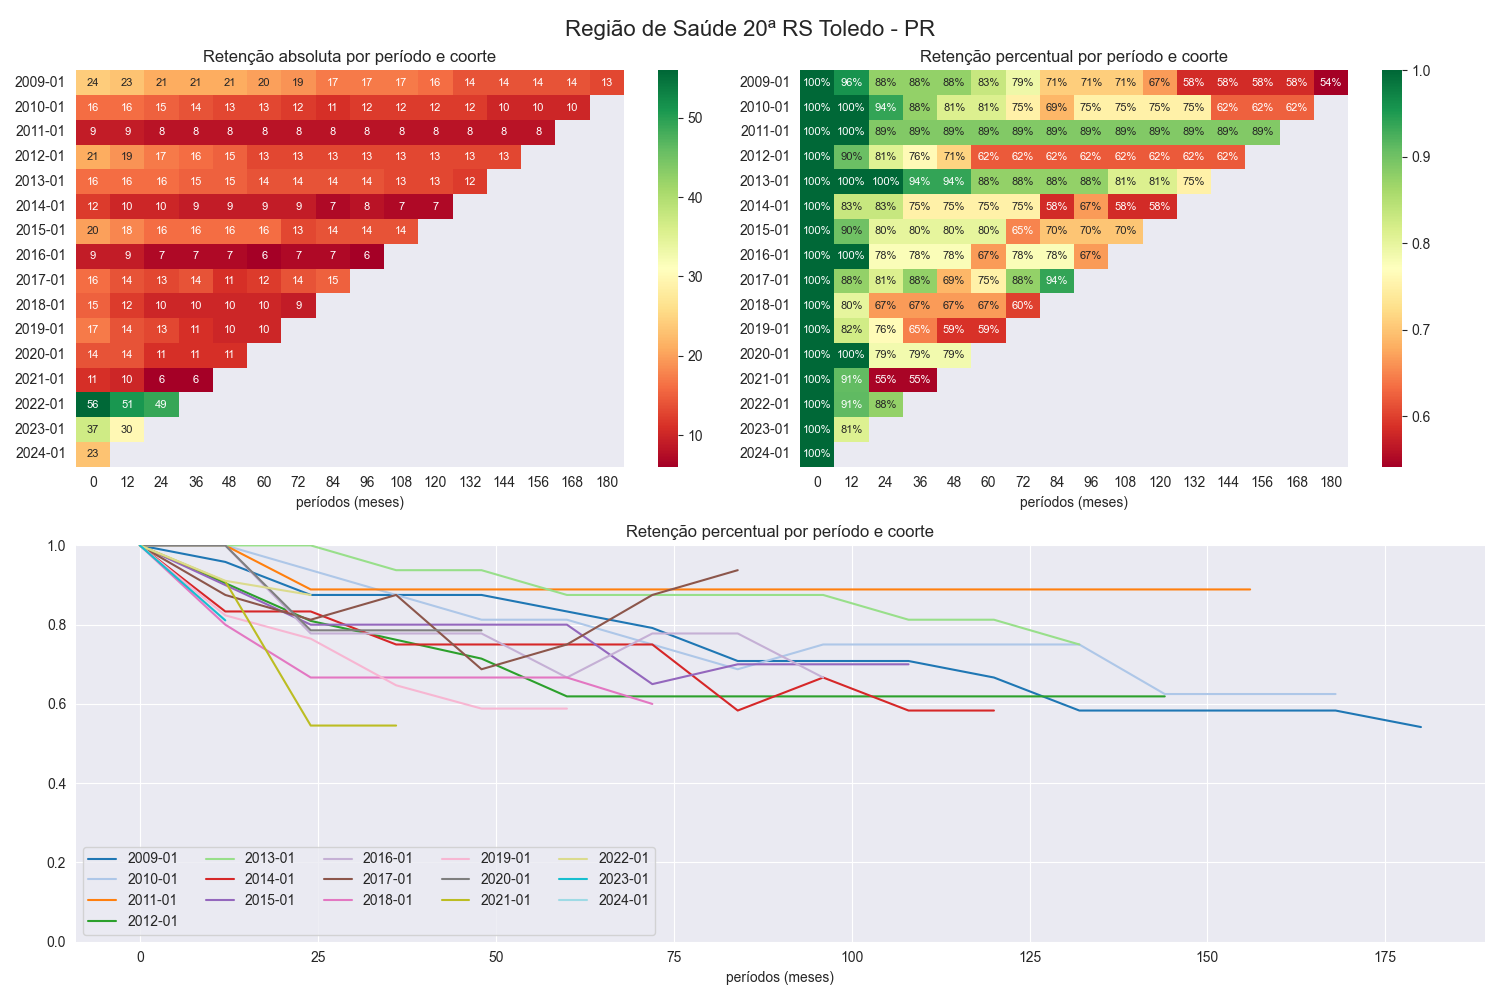 Região de Saúde 20ª RS Toledo - PR
Retenção absoluta por período e coorte
2009-01 24 23 21 21 21 20 19 17 17 17 16 14 14 14 14 13
2010-01 16 16 15 14 13 13 12 11 12 12 12 12 10 10 10
2011-01 9 9 8 8 8 8 8 8 8 8 8 8 8 8
2012-01 21 19 17 16 15 13 13 13 13 13 13 13 13
2013-01 16 16 16 15 15 14 14 14 14 13 13 12
2014-01 12 10 10 9 9 9 9 7 8 7 7
2015-01 20 18 16 16 16 16 13 14 14 14
2016-01 9 9 7 7 7 6 7 7 6
2017-01 16 14 13 14 11 12 14 15
2018-01 15 12 10 10 10 10 9
2019-01 17 14 13 11 10 10
2020-01 14 14 11 11 11
2021-01 11 10 6 6
2022-01 56 51 49
2023-01 37 30
2024-01 23
0 12 24 36 48 60 72 84 96 108 120 132 144 156 168 180
períodos (meses)
50
40
30
20
10
Retenção percentual por período e coorte
2009-01 100% 96% 88% 88% 88% 83% 79% 71% 71% 71% 67% 58% 58% 58% 58% 54%
2010-01 100% 100% 94% 88% 81% 81% 75% 69% 75% 75% 75% 75% 62% 62% 62%
2011-01 100% 100% 89% 89% 89% 89% 89% 89% 89% 89% 89% 89% 89% 89%
2012-01 100% 90% 81% 76% 71% 62% 62% 62% 62% 62% 62% 62% 62%
2013-01 100% 100% 100% 94% 94% 88% 88% 88% 88% 81% 81% 75%
2014-01 100% 83% 83% 75% 75% 75% 75% 58% 67% 58% 58%
2015-01 100% 90% 80% 80% 80% 80% 65% 70% 70% 70%
2016-01 100% 100% 78% 78% 78% 67% 78% 78% 67%
2017-01 100% 88% 81% 88% 69% 75% 88% 94%
2018-01 100% 80% 67% 67% 67% 67% 60%
2019-01 100% 82% 76% 65% 59% 59%
2020-01 100% 100% 79% 79% 79%
2021-01 100% 91% 55% 55%
2022-01 100% 91% 88%
2023-01 100% 81%
2024-01 100%
0 12 24 36 48 60 72 84 96 108 120 132 144 156 168 180
períodos (meses)
1.0
0.9
0.8
0.7
0.6
Retenção percentual por período e coorte
1.0
0.8
0.6
0.4
0.2
0.0
2009-01 2013-01 2016-01 2019-01 2022-01
2010-01 2014-01 2017-01 2020-01 2023-01
2011-01 2015-01 2018-01 2021-01 2024-01
2012-01
0 25 50 75 100 125 150 175
períodos (meses)